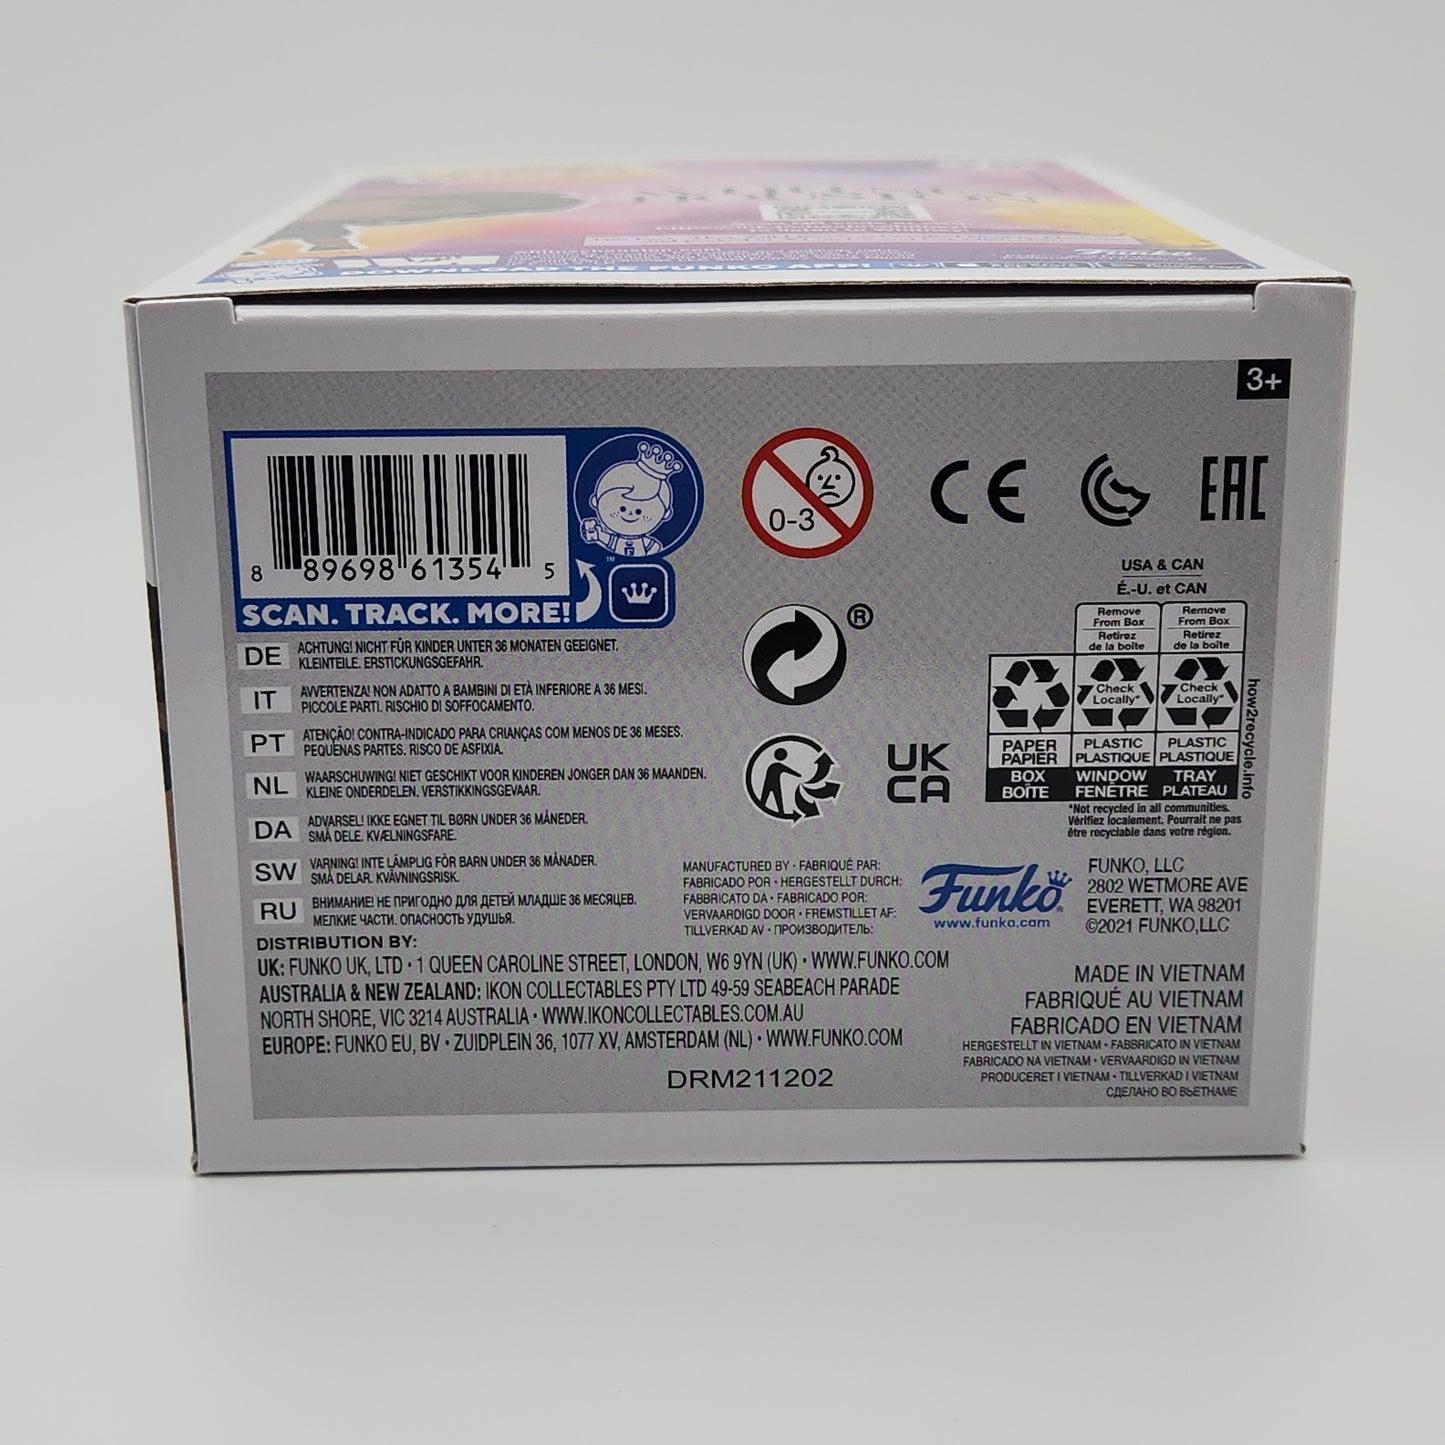 WHITNEY
HOUSTON
DOWNLOAD THE FUNKO APP!
3+
8 89698 61354 5
™
SCAN. TRACK. MORE!
0-3
CE
EAC
®
UK
CA
USA & CAN
É.-U. et CAN
Remove From Box
Retirez de la boîte
Remove From Box
Retirez de la boîte
Check Locally*
Check Locally*
PAPER
PAPIER
PLASTIC
PLASTIQUE
PLASTIC
PLASTIQUE
BOX
BOÎTE
WINDOW
FENÊTRE
TRAY
PLATEAU
how2recycle.info
*Not recycled in all communities.
Vérifiez localement. Pourrait ne pas
être recyclable dans votre région.
DE ACHTUNG! NICHT FÜR KINDER UNTER 36 MONATEN GEEIGNET.
KLEINTEILE. ERSTICKUNGSGEFAHR.
IT AVVERTENZA! NON ADATTO A BAMBINI DI ETÀ INFERIORE A 36 MESI.
PICCOLE PARTI. RISCHIO DI SOFFOCAMENTO.
PT ATENÇÃO! CONTRA-INDICADO PARA CRIANÇAS COM MENOS DE 36 MESES.
PEQUENAS PARTES. RISCO DE ASFIXIA.
NL WAARSCHUWING! NIET GESCHIKT VOOR KINDEREN JONGER DAN 36 MAANDEN.
KLEINE ONDERDELEN. VERSTIKKINGSGEVAAR.
DA ADVARSEL! IKKE EGNET TIL BØRN UNDER 36 MÅNEDER.
SMÅ DELE. KVÆLNINGSFARE.
SW VARNING! INTE LÄMPLIG FÖR BARN UNDER 36 MÅNADER.
SMÅ DELAR. KVÄVNINGSRISK.
RU ВНИМАНИЕ! НЕ ПРИГОДНО ДЛЯ ДЕТЕЙ МЛАДШЕ 36 МЕСЯЦЕВ.
МЕЛКИЕ ЧАСТИ. ОПАСНОСТЬ УДУШЬЯ.
MANUFACTURED BY • FABRIQUÉ PAR:
FABRICADO POR • HERGESTELLT DURCH:
FABBRICATO DA • FABRICADO POR:
VERVAARDIGD DOOR • FREMSTILLET AF:
TILLVERKAD AV • ПРОИЗВОДИТЕЛЬ:
Funko®
www.funko.com
FUNKO, LLC
2802 WETMORE AVE
EVERETT, WA 98201
©2021 FUNKO,LLC
DISTRIBUTION BY:
UK: FUNKO UK, LTD • 1 QUEEN CAROLINE STREET, LONDON, W6 9YN (UK) • WWW.FUNKO.COM
AUSTRALIA & NEW ZEALAND: IKON COLLECTABLES PTY LTD 49-59 SEABEACH PARADE
NORTH SHORE, VIC 3214 AUSTRALIA • WWW.IKONCOLLECTABLES.COM.AU
EUROPE: FUNKO EU, BV • ZUIDPLEIN 36, 1077 XV, AMSTERDAM (NL) • WWW.FUNKO.COM
DRM211202
MADE IN VIETNAM
FABRIQUÉ AU VIETNAM
FABRICADO EN VIETNAM
HERGESTELLT IN VIETNAM • FABBRICATO IN VIETNAM
FABRICADO NA VIETNAM • VERVAARDIGD IN VIETNAM
PRODUCERET I VIETNAM • TILLVERKAD I VIETNAM
СДЕЛАНО ВО ВЬЕТНАМЕ